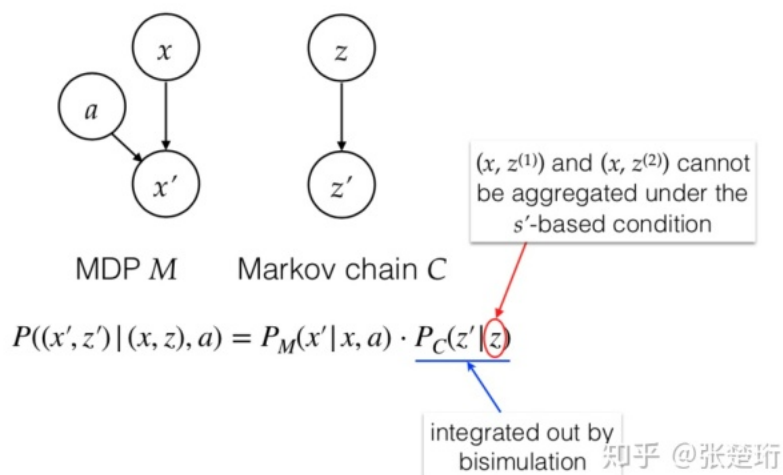 x
z
a
x′
z′
(x, z⁽¹⁾) and (x, z⁽²⁾) cannot
be aggregated under the
s′-based condition
MDP M
Markov chain C
P((x′, z′) | (x, z), a) = P_M(x′ | x, a) · P_C(z′ | z)
integrated out by
bisimulation
知乎 @张楚珩